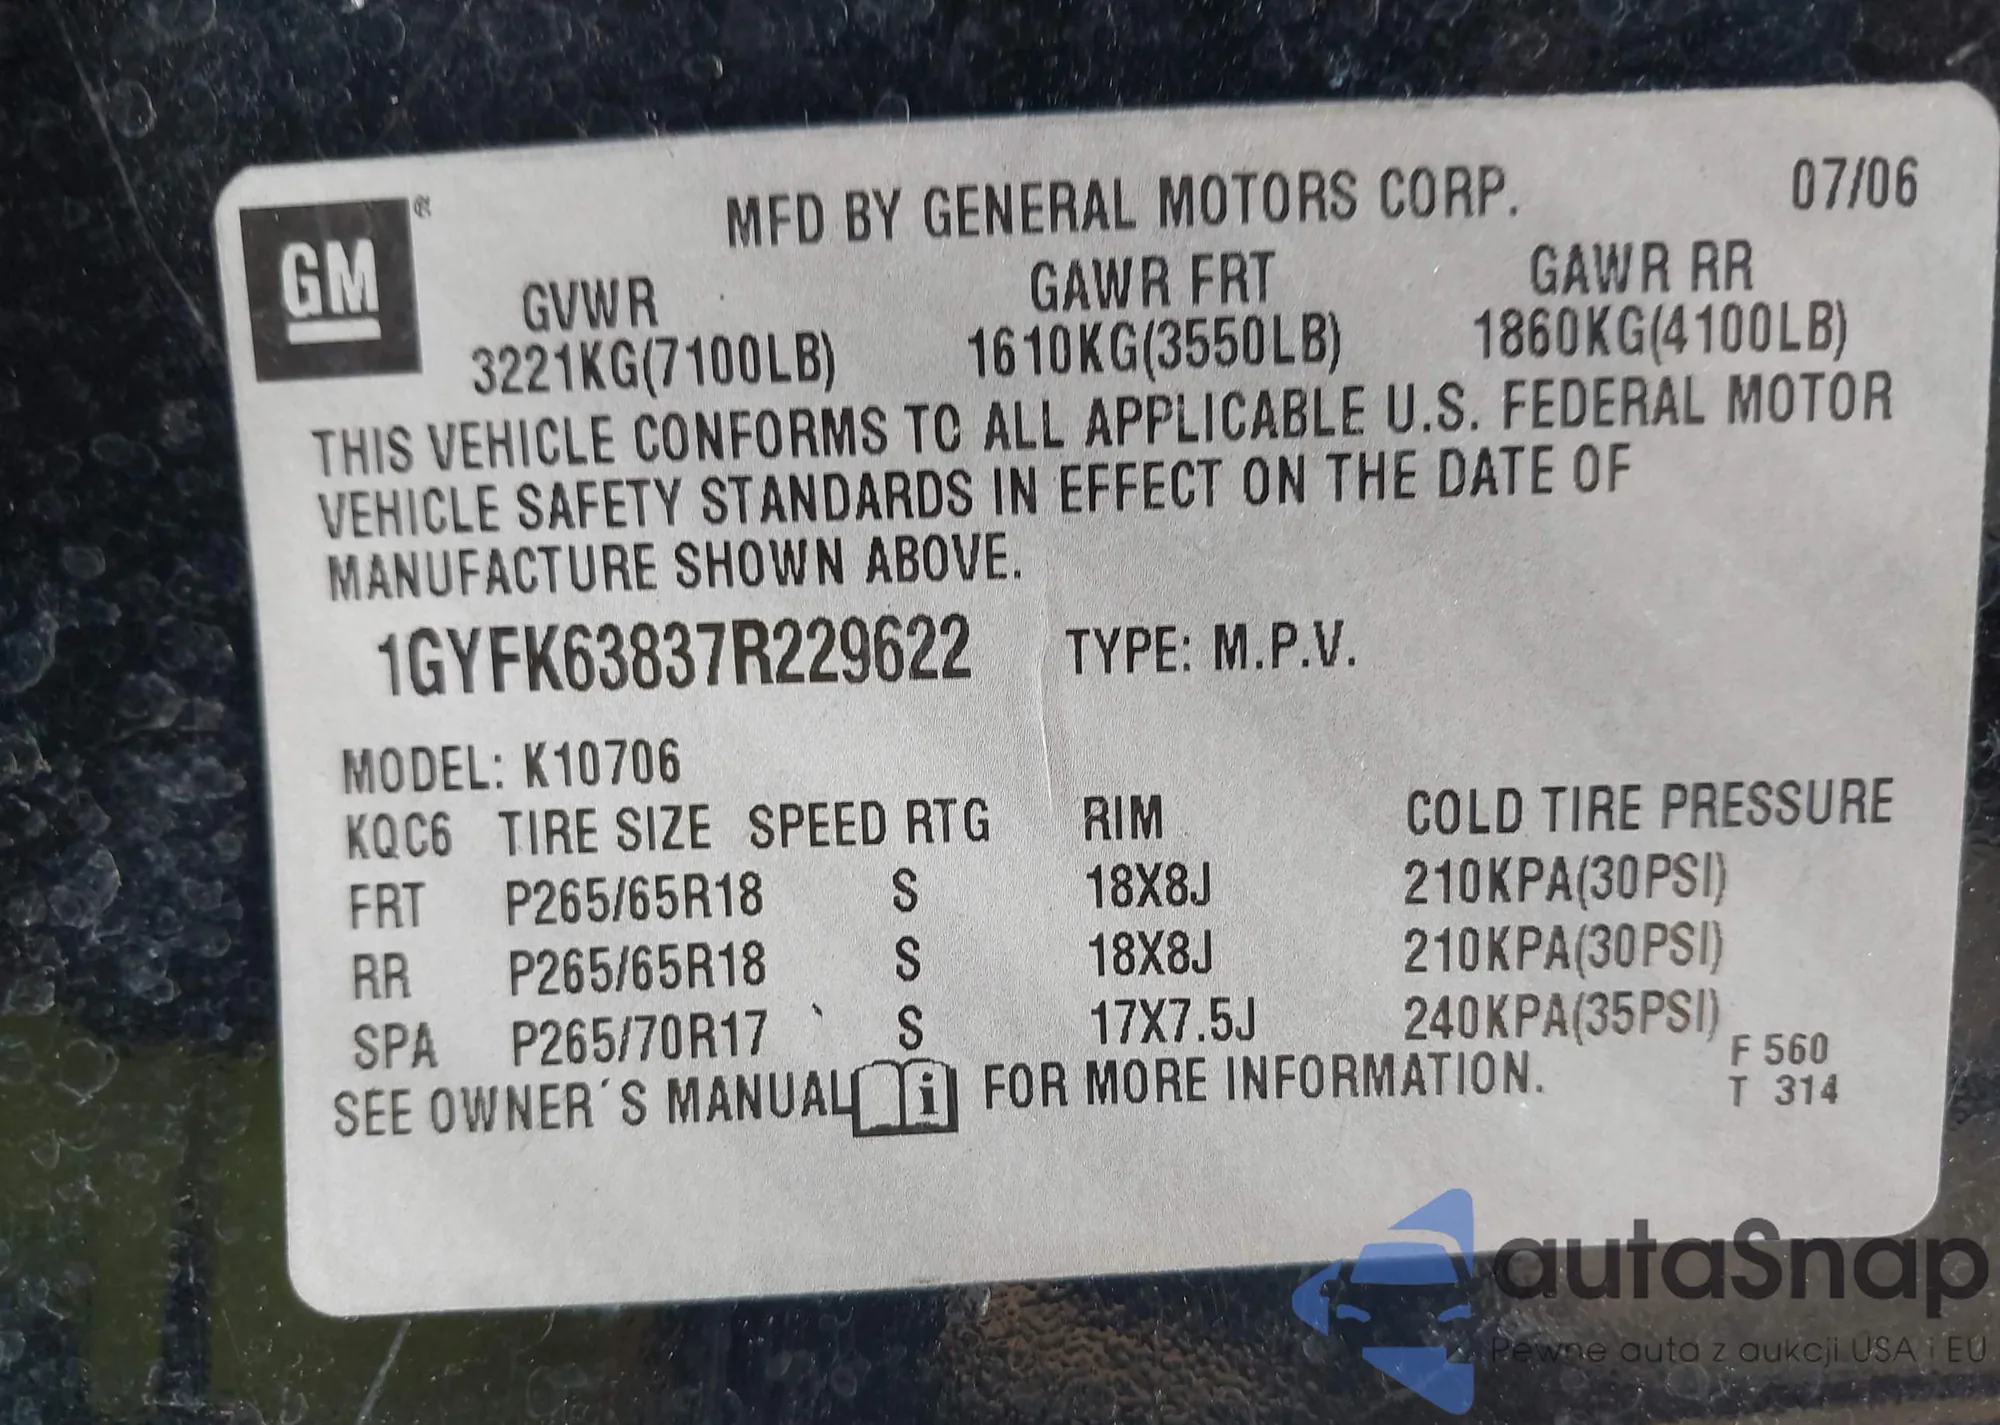 GM ®
MFD BY GENERAL MOTORS CORP. 07/06
GVWR GAWR FRT GAWR RR
3221KG(7100LB) 1610KG(3550LB) 1860KG(4100LB)
THIS VEHICLE CONFORMS TO ALL APPLICABLE U.S. FEDERAL MOTOR
VEHICLE SAFETY STANDARDS IN EFFECT ON THE DATE OF
MANUFACTURE SHOWN ABOVE.
1GYFK63837R229622 TYPE: M.P.V.
MODEL: K10706
KQC6 TIRE SIZE SPEED RTG RIM COLD TIRE PRESSURE
FRT P265/65R18 S 18X8J 210KPA(30PSI)
RR P265/65R18 S 18X8J 210KPA(30PSI)
SPA P265/70R17 S 17X7.5J 240KPA(35PSI)
SEE OWNER´S MANUAL i FOR MORE INFORMATION.
F 560
T 314
autaSnap
Pewne auta z aukcji USA i EU